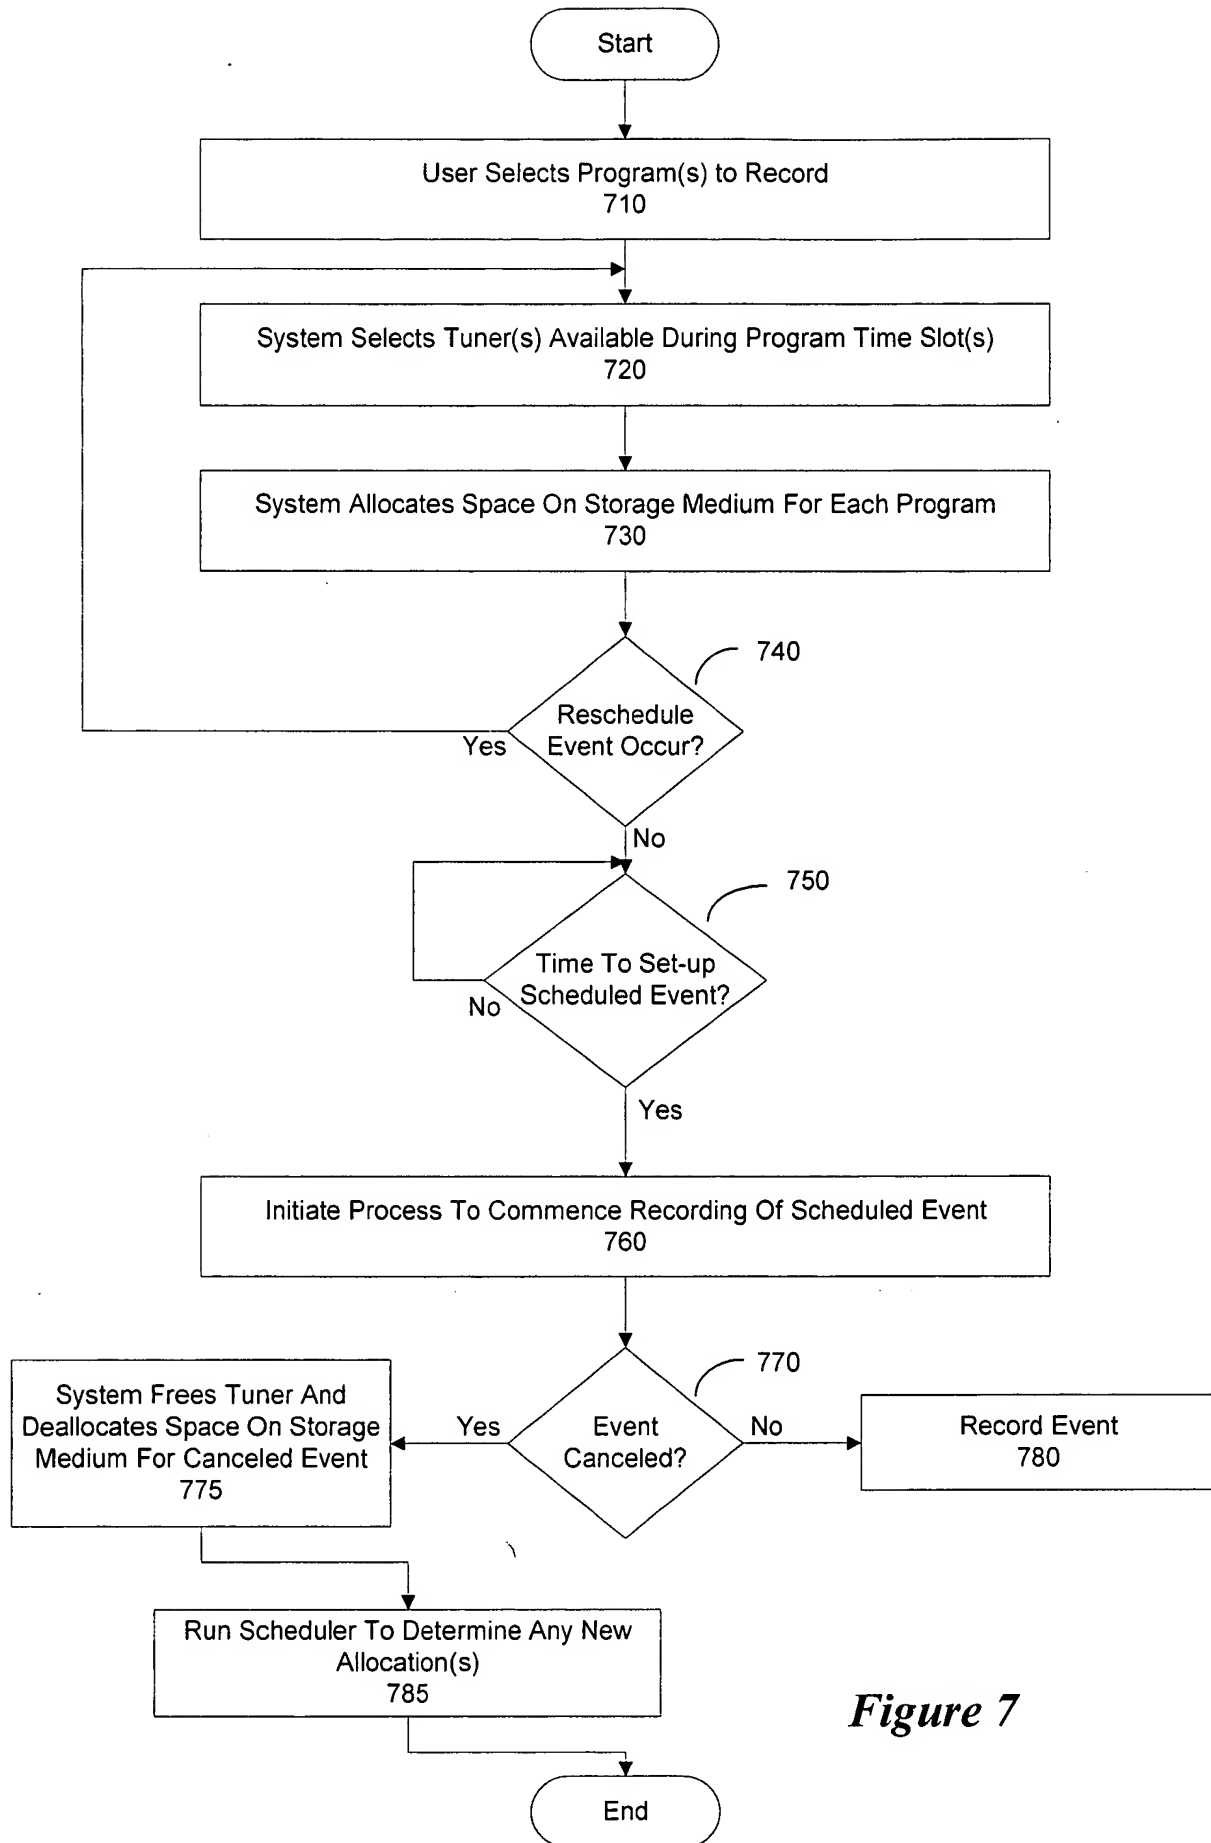 Start
User Selects Program(s) to Record
710
System Selects Tuner(s) Available During Program Time Slot(s)
720
System Allocates Space On Storage Medium For Each Program
730
740
Reschedule
Event Occur?
Yes
No
750
Time To Set-up
Scheduled Event?
No
Yes
Initiate Process To Commence Recording Of Scheduled Event
760
770
System Frees Tuner And
Deallocates Space On Storage
Medium For Canceled Event
775
Yes
Event
Canceled?
No
Record Event
780
Run Scheduler To Determine Any New
Allocation(s)
785
Figure 7
End